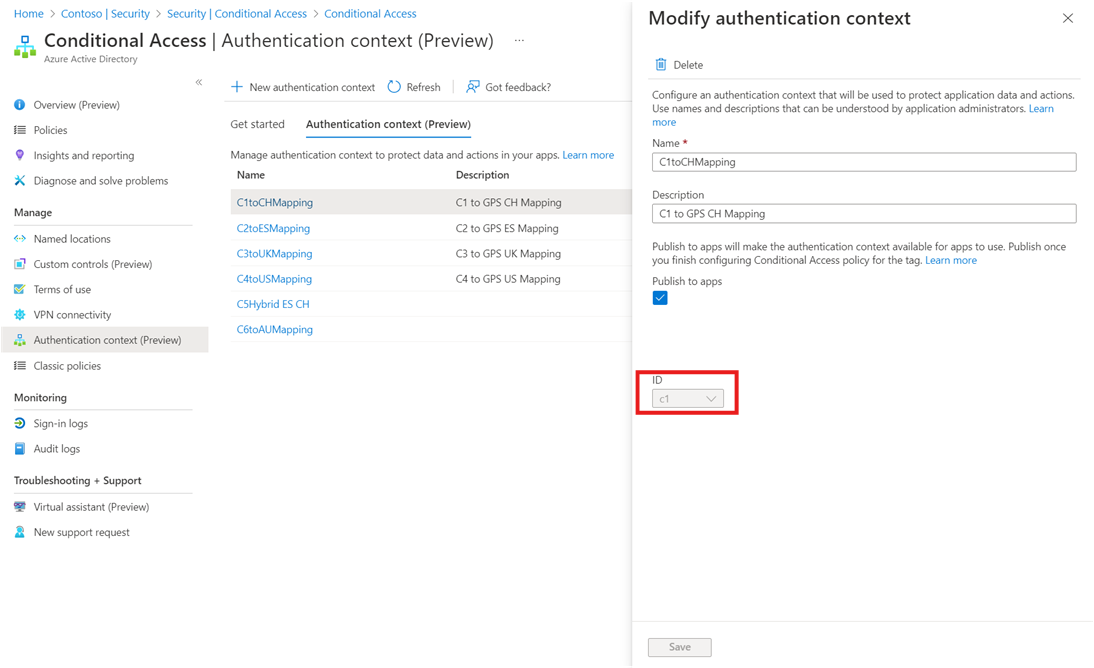 Home > Contoso | Security > Security | Conditional Access > Conditional Access
Conditional Access | Authentication context (Preview) ...
Azure Active Directory
«
Overview (Preview)
Policies
Insights and reporting
Diagnose and solve problems
Manage
Named locations
Custom controls (Preview)
Terms of use
VPN connectivity
Authentication context (Preview)
Classic policies
Monitoring
Sign-in logs
Audit logs
Troubleshooting + Support
Virtual assistant (Preview)
New support request
+ New authentication context Refresh Got feedback?
Get started Authentication context (Preview)
Manage authentication context to protect data and actions in your apps. Learn more
Name Description
C1toCHMapping C1 to GPS CH Mapping
C2toESMapping C2 to GPS ES Mapping
C3toUKMapping C3 to GPS UK Mapping
C4toUSMapping C4 to GPS US Mapping
C5Hybrid ES CH
C6toAUMapping
Modify authentication context
Delete
Configure an authentication context that will be used to protect application data and actions.
Use names and descriptions that can be understood by application administrators. Learn
more
Name *
C1toCHMapping
Description
C1 to GPS CH Mapping
Publish to apps will make the authentication context available for apps to use. Publish once
you finish configuring Conditional Access policy for the tag. Learn more
Publish to apps
ID
c1
Save